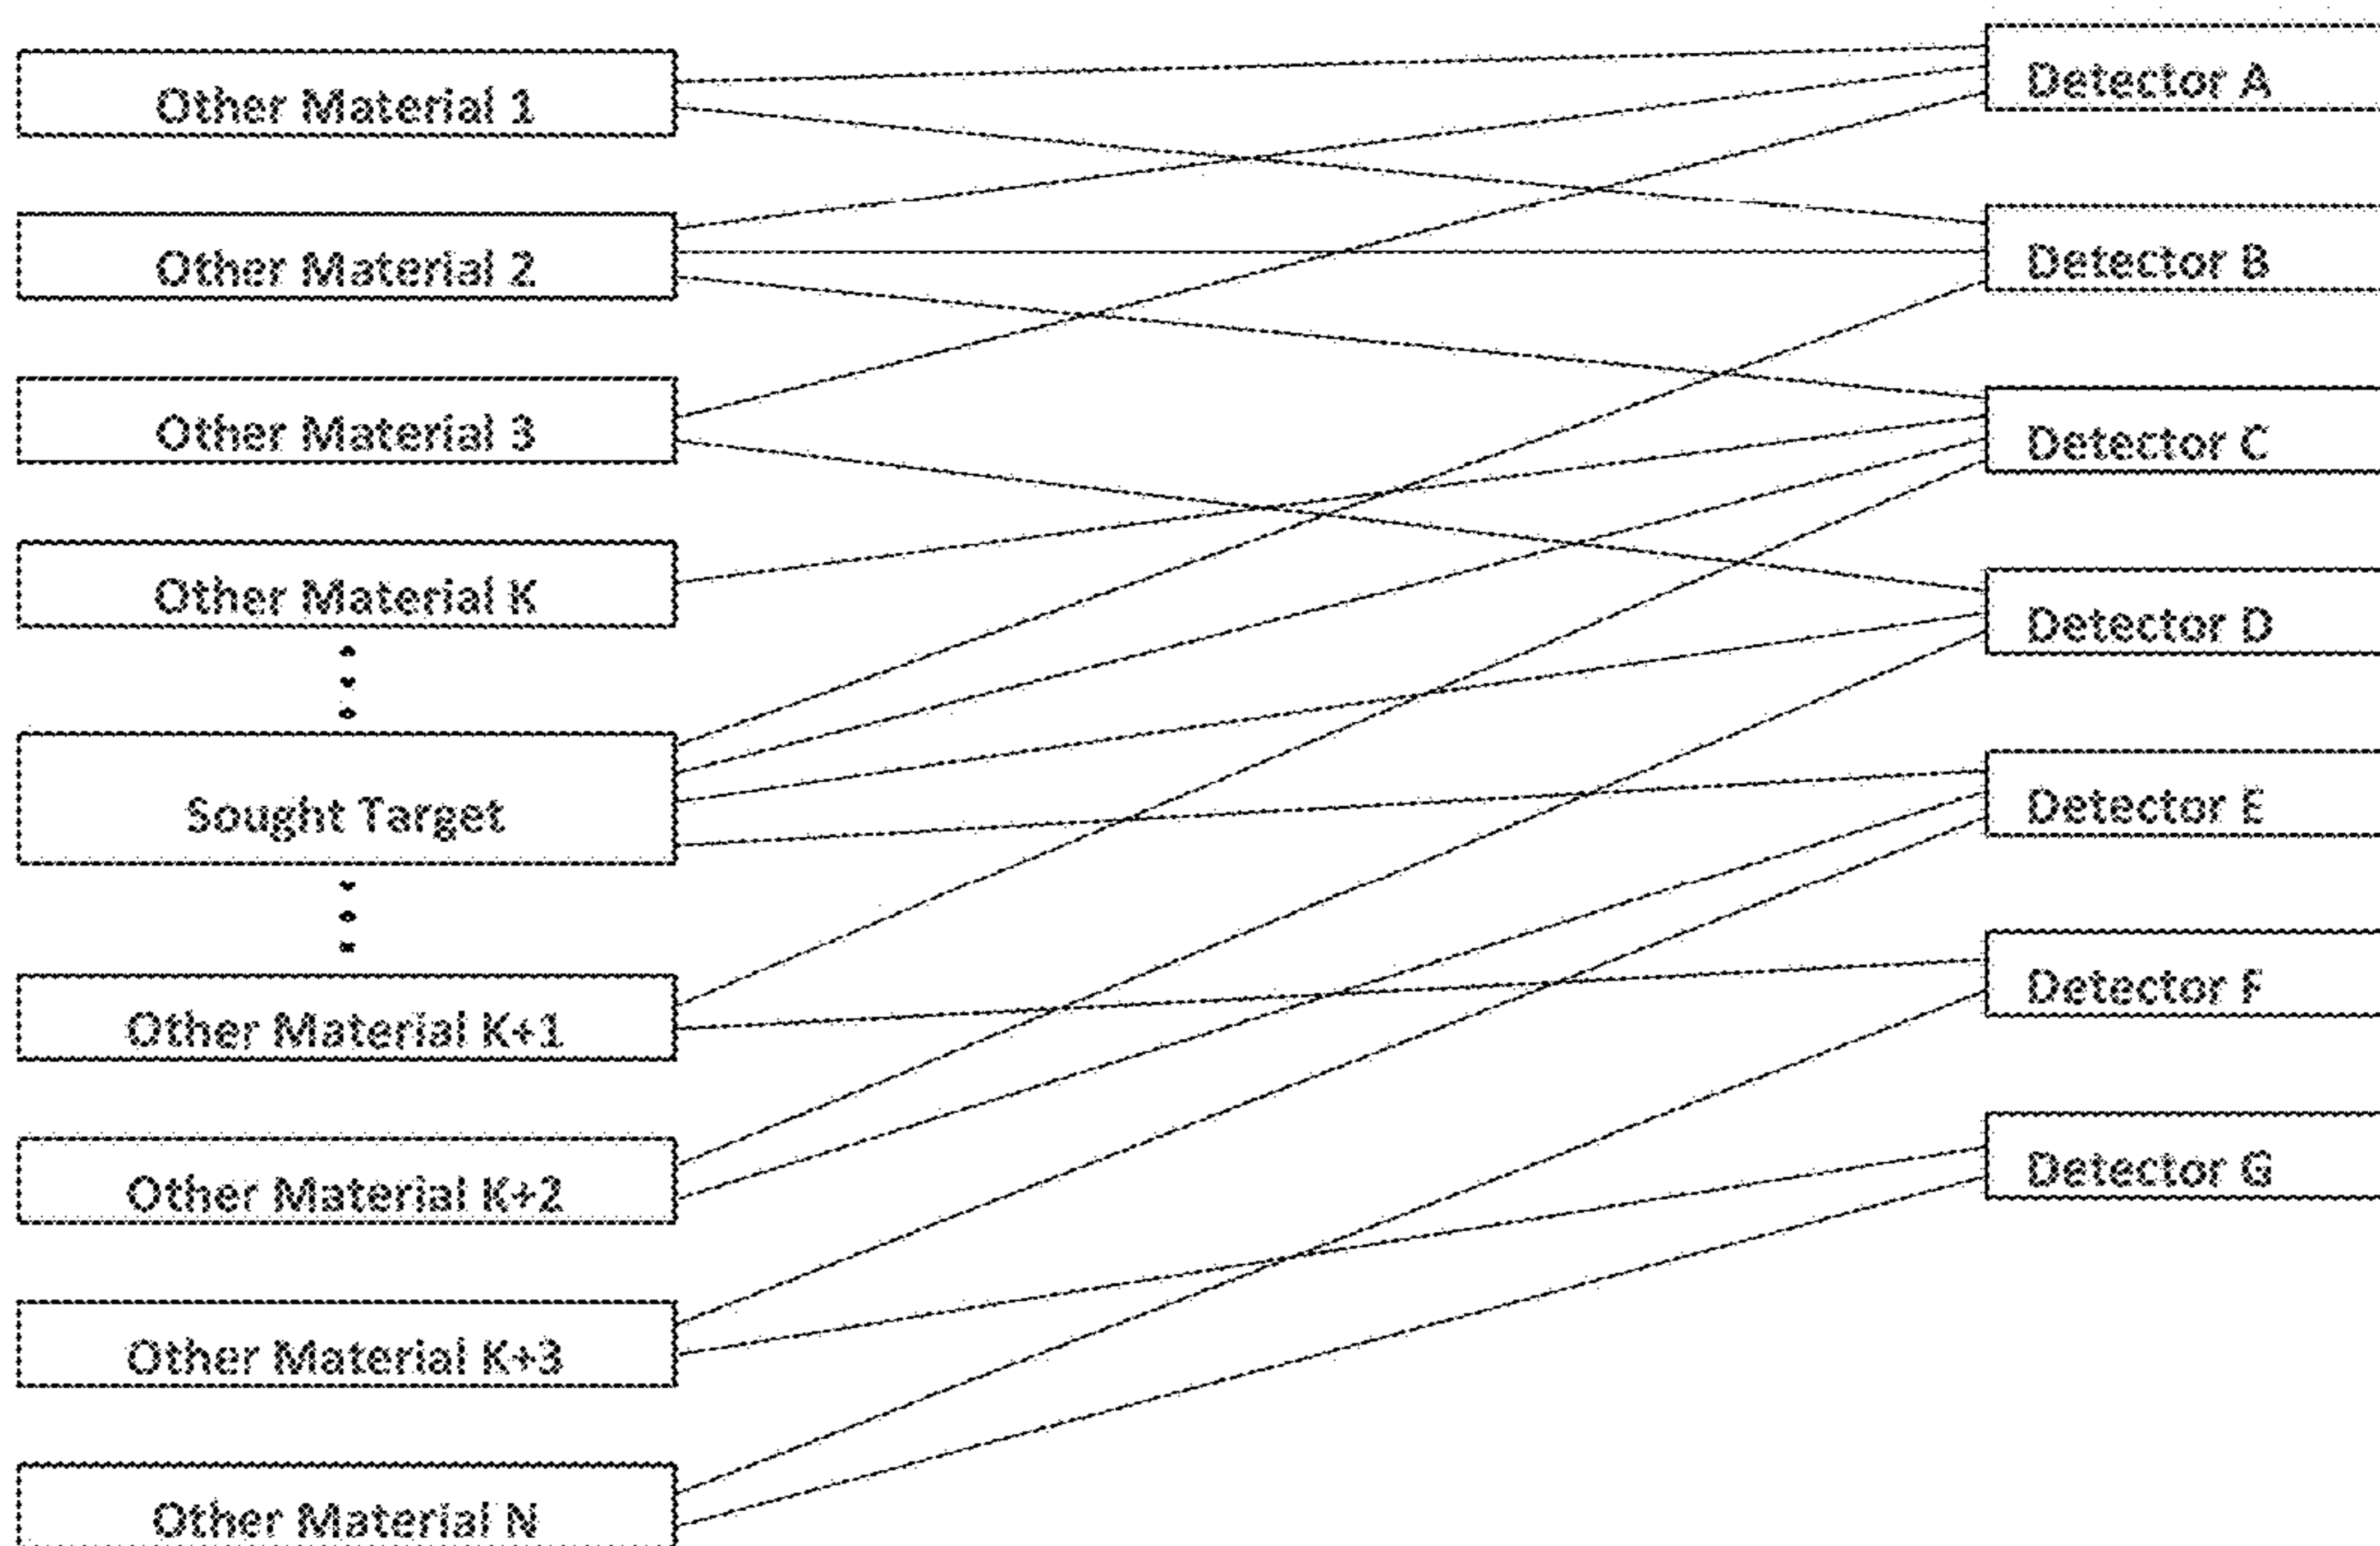 Other Material 1
Other Material 2
Other Material 3
Other Material K
Sought Target
Other Material K+1
Other Material K+2
Other Material K+3
Other Material N
Detector A
Detector B
Detector C
Detector D
Detector E
Detector F
Detector G